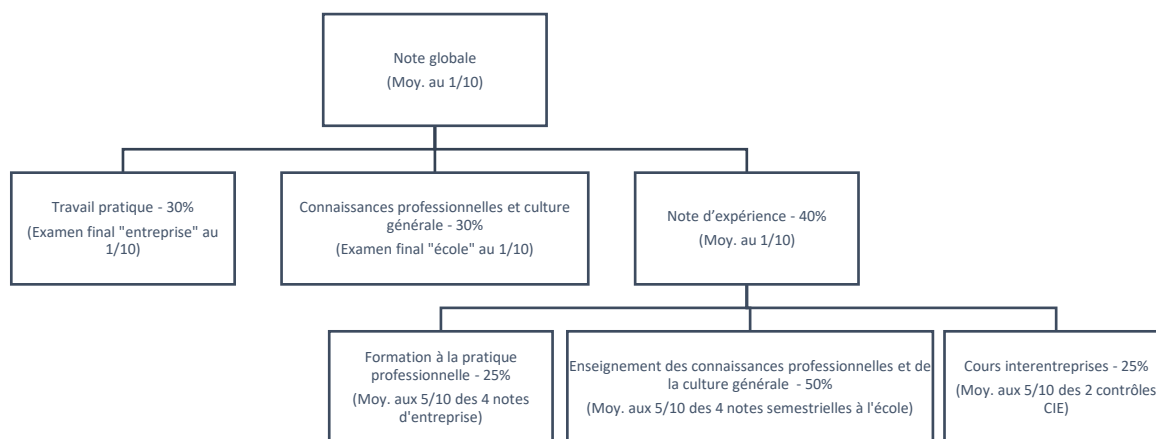 Note globale
(Moy. au 1/10)
Travail pratique - 30%
(Examen final "entreprise" au
1/10)
Connaissances professionnelles et culture
générale - 30%
(Examen final "école" au 1/10)
Note d’expérience - 40%
(Moy. au 1/10)
Formation à la pratique
professionnelle - 25%
(Moy. aux 5/10 des 4 notes
d'entreprise)
Enseignement des connaissances professionnelles et de
la culture générale - 50%
(Moy. aux 5/10 des 4 notes semestrielles à l'école)
Cours interentreprises - 25%
(Moy. aux 5/10 des 2 contrôles
CIE)